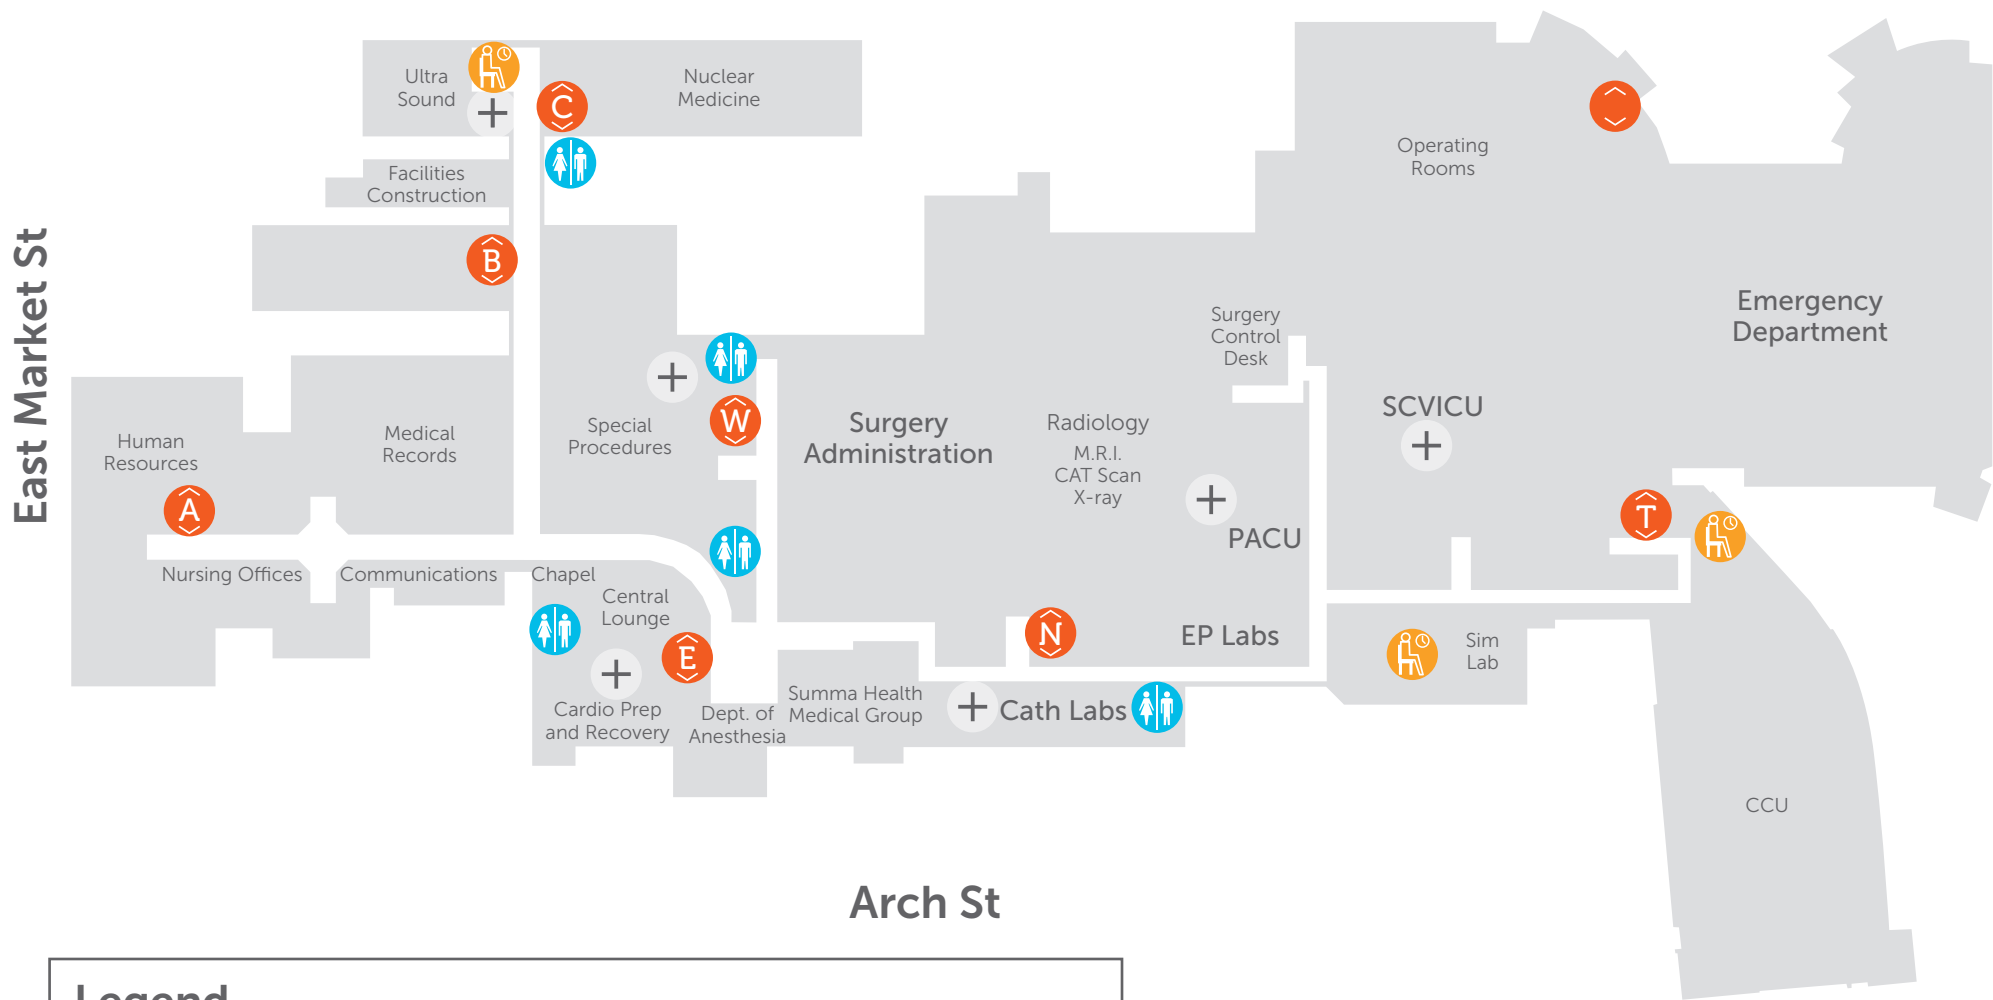 Ultra
Sound
C
Nuclear
Medicine
Operating
Rooms
Facilities
Construction
B
East Market St
Emergency
Department
Surgery
Control
Desk
SCVICU
Human
Resources
Medical
Records
Special
Procedures
W
Surgery
Administration
Radiology
M.R.I.
CAT Scan
X-ray
A
T
PACU
Nursing Offices
Communications
Chapel
Central
Lounge
E
N
EP Labs
Sim
Lab
Cardio Prep
and Recovery
Dept. of
Anesthesia
Summa Health
Medical Group
Cath Labs
CCU
Arch St
Legend